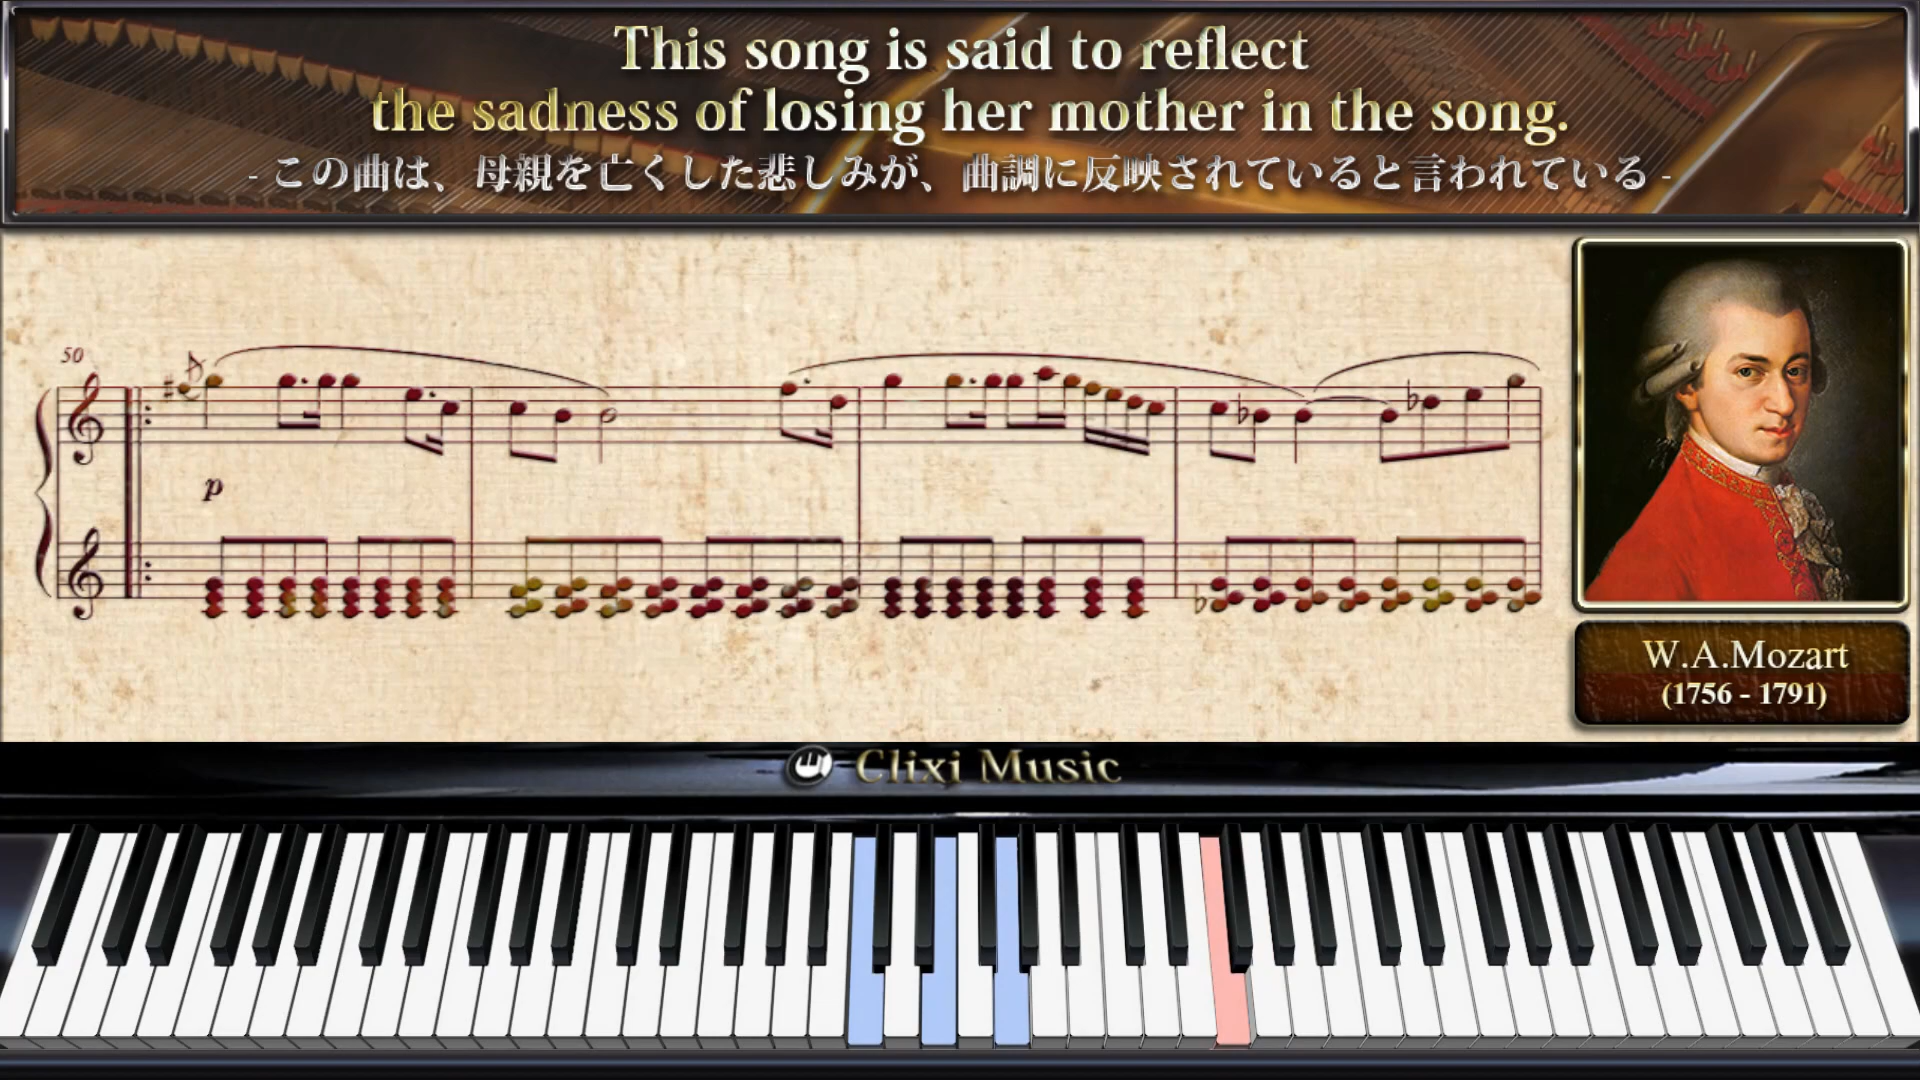 This song is said to reflect
the sadness of losing her mother in the song.
- この曲は、母親を亡くした悲しみが、曲調に反映されていると言われている -
50
p
W.A.Mozart
(1756 - 1791)
Clixi Music